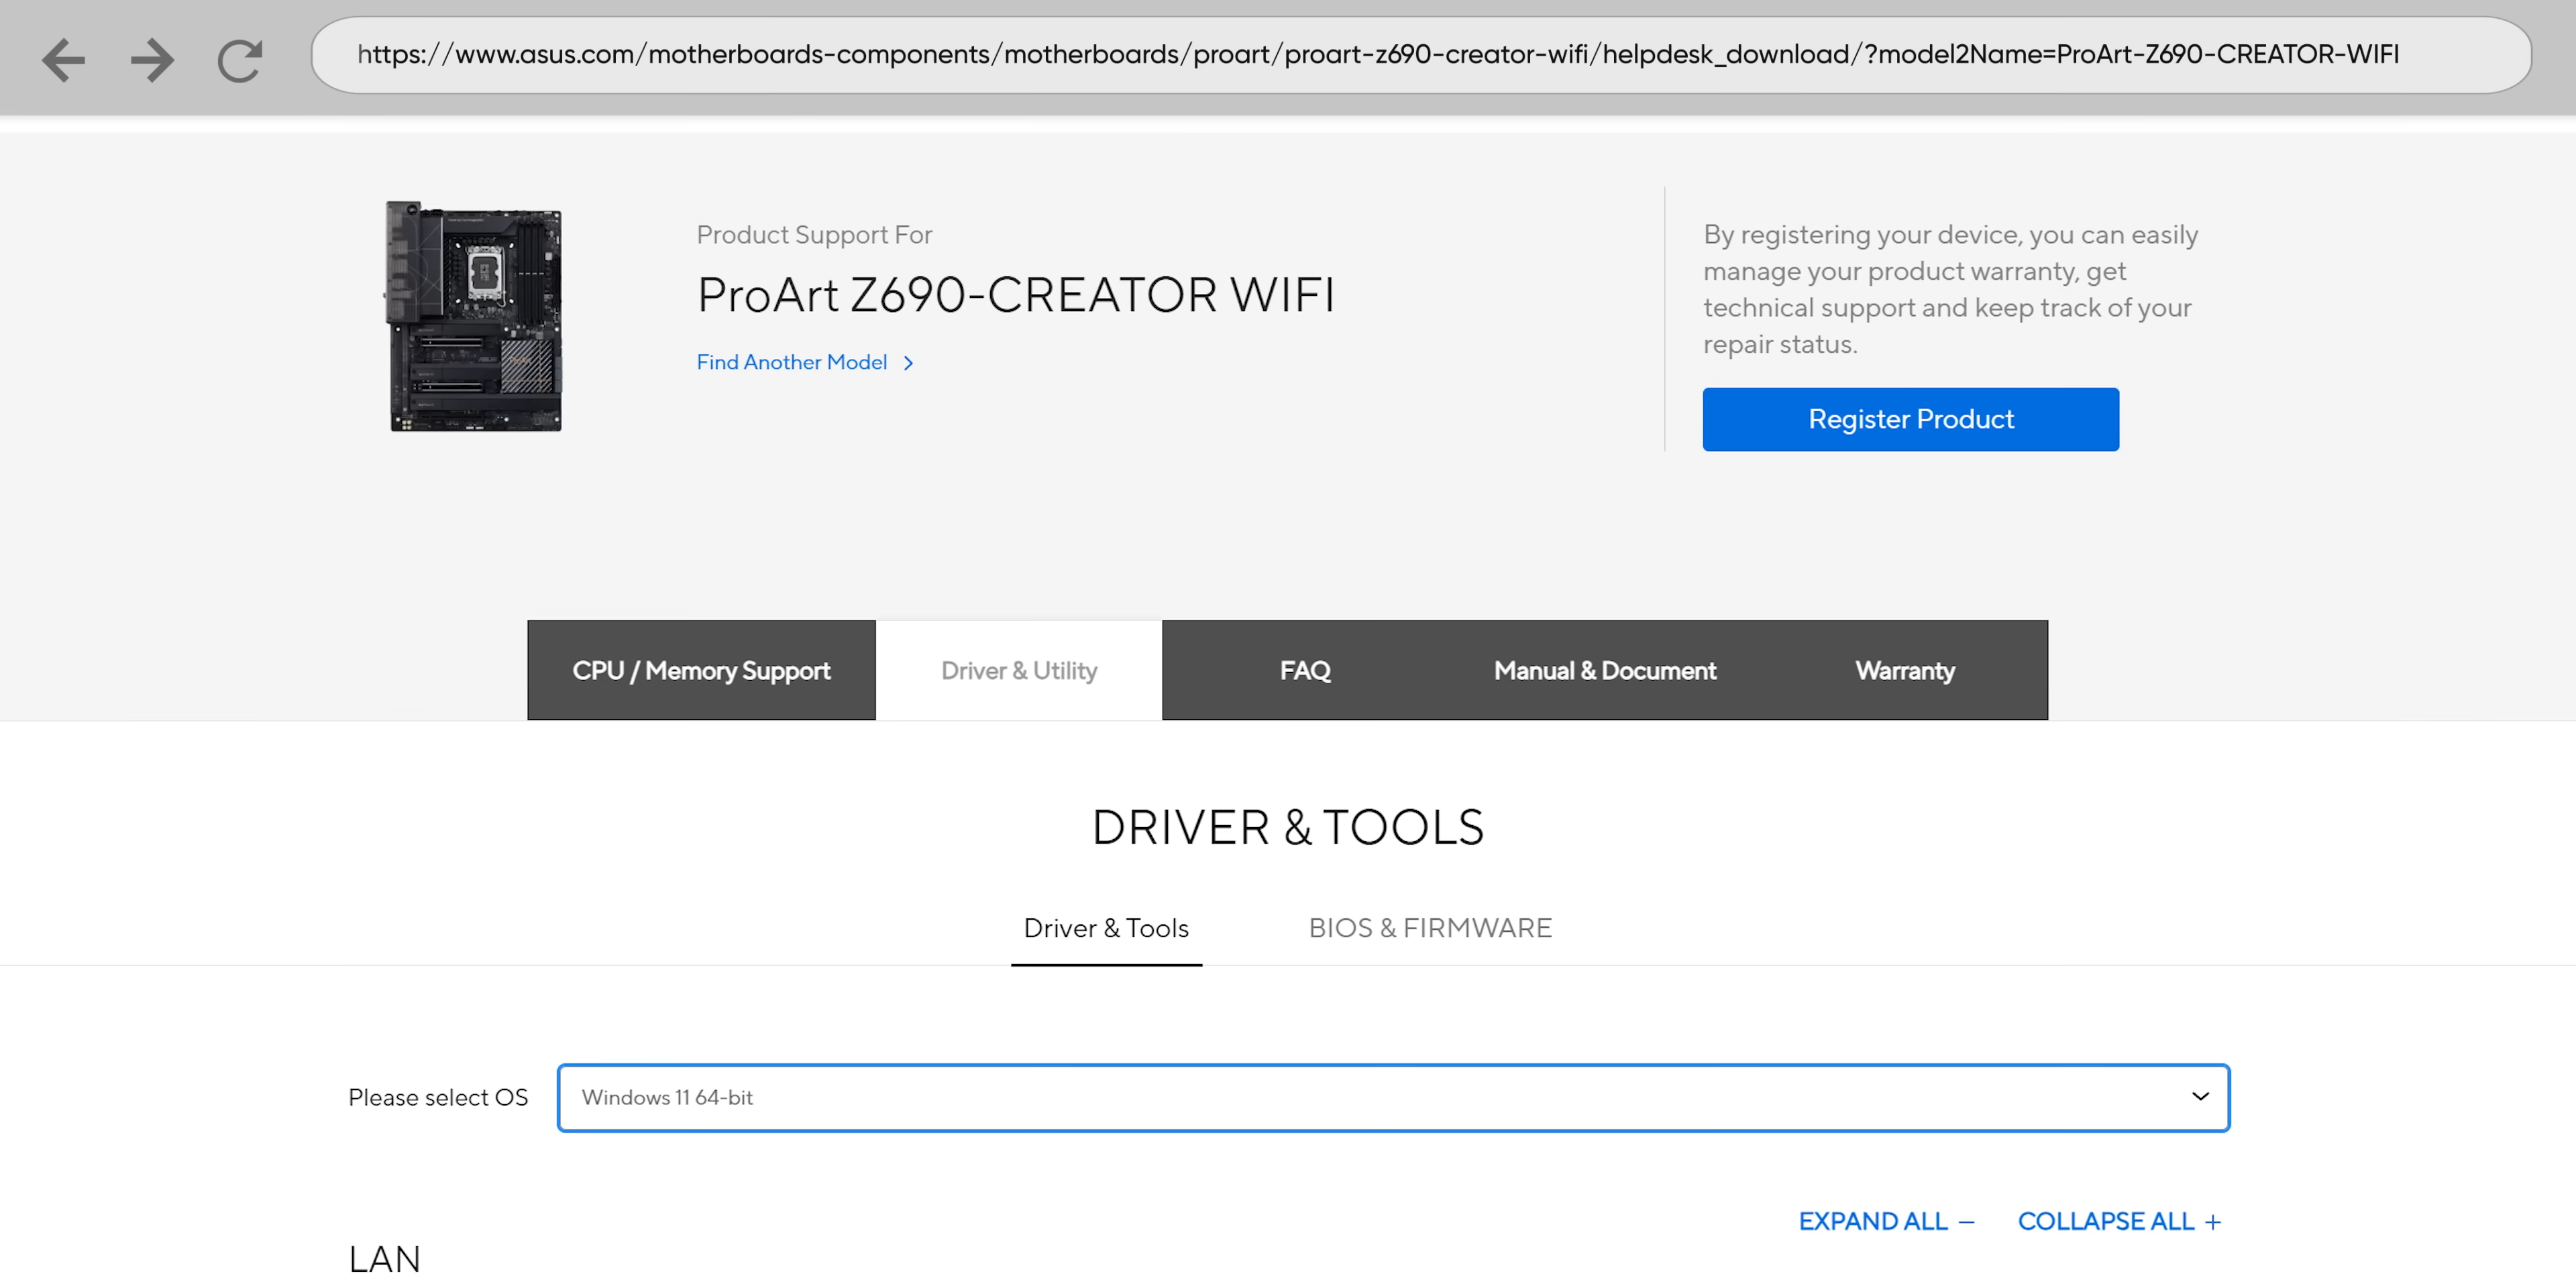 https://www.asus.com/motherboards-components/motherboards/proart/proart-z690-creator-wifi/helpdesk_download/?model2Name=ProArt-Z690-CREATOR-WIFI
Product Support For
ProArt Z690-CREATOR WIFI
Find Another Model
By registering your device, you can easily
manage your product warranty, get
technical support and keep track of your
repair status.
Register Product
CPU / Memory Support
Driver & Utility
FAQ
Manual & Document
Warranty
DRIVER & TOOLS
Driver & Tools
BIOS & FIRMWARE
Please select OS
Windows 11 64-bit
EXPAND ALL –
COLLAPSE ALL +
LAN